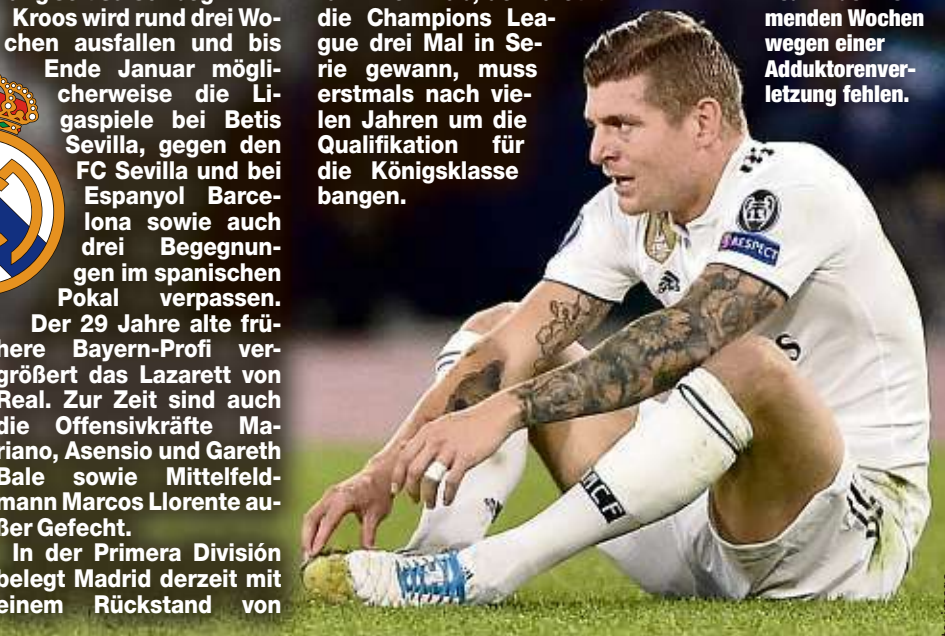 Kroos wird rund drei Wo-
chen ausfallen und bis
Ende Januar mögli-
cherweise die Li-
gaspiele bei Betis
Sevilla, gegen den
FC Sevilla und bei
Espanyol Barce-
lona sowie auch
drei Begegnun-
gen im spanischen
Pokal verpassen.
Der 29 Jahre alte frü-
here Bayern-Profi ver-
größert das Lazarett von
Real. Zur Zeit sind auch
die Offensivkräfte Ma-
riano, Asensio und Gareth
Bale sowie Mittelfeld-
mann Marcos Llorente au-
ßer Gefecht.
In der Primera División
belegt Madrid derzeit mit
einem Rückstand von
die Champions Lea-
gue drei Mal in Se-
rie gewann, muss
erstmals nach vie-
len Jahren um die
Qualifikation für
die Königsklasse
bangen.
menden Wochen
wegen einer
Adduktorenver-
letzung fehlen.
13
RESPECT
RMCF